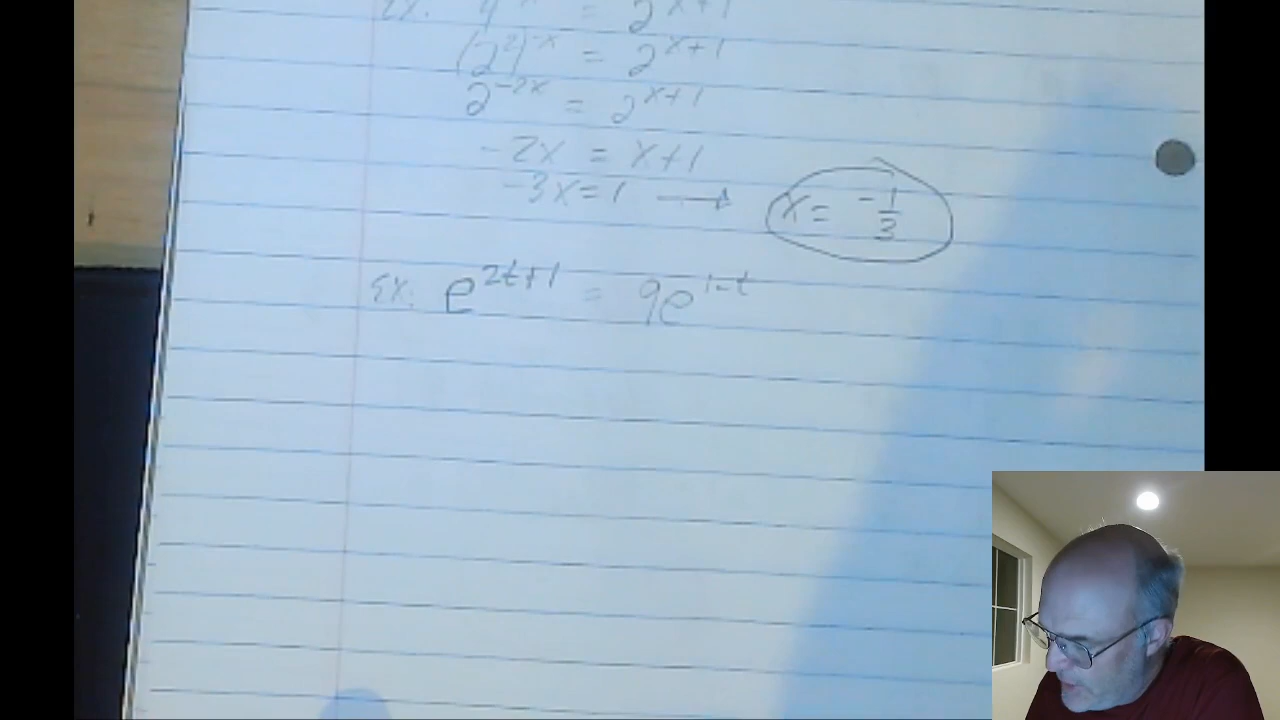 Ex. 4^-x = 2^x+1
(2^2)^-x = 2^x+1
2^-2x = 2^x+1
-2x = x+1
-3x = 1 → x = -1/3
Ex. e^2t+1 = 9e^1-t